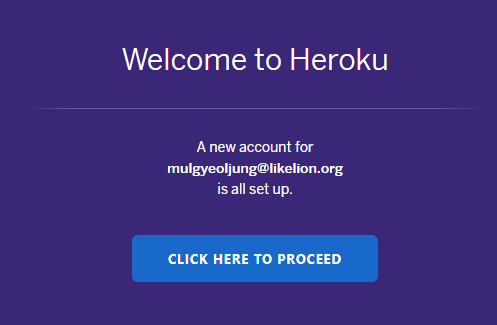 Welcome to Heroku
A new account for
mulgyeoljung@likelion.org
is all set up.
CLICK HERE TO PROCEED